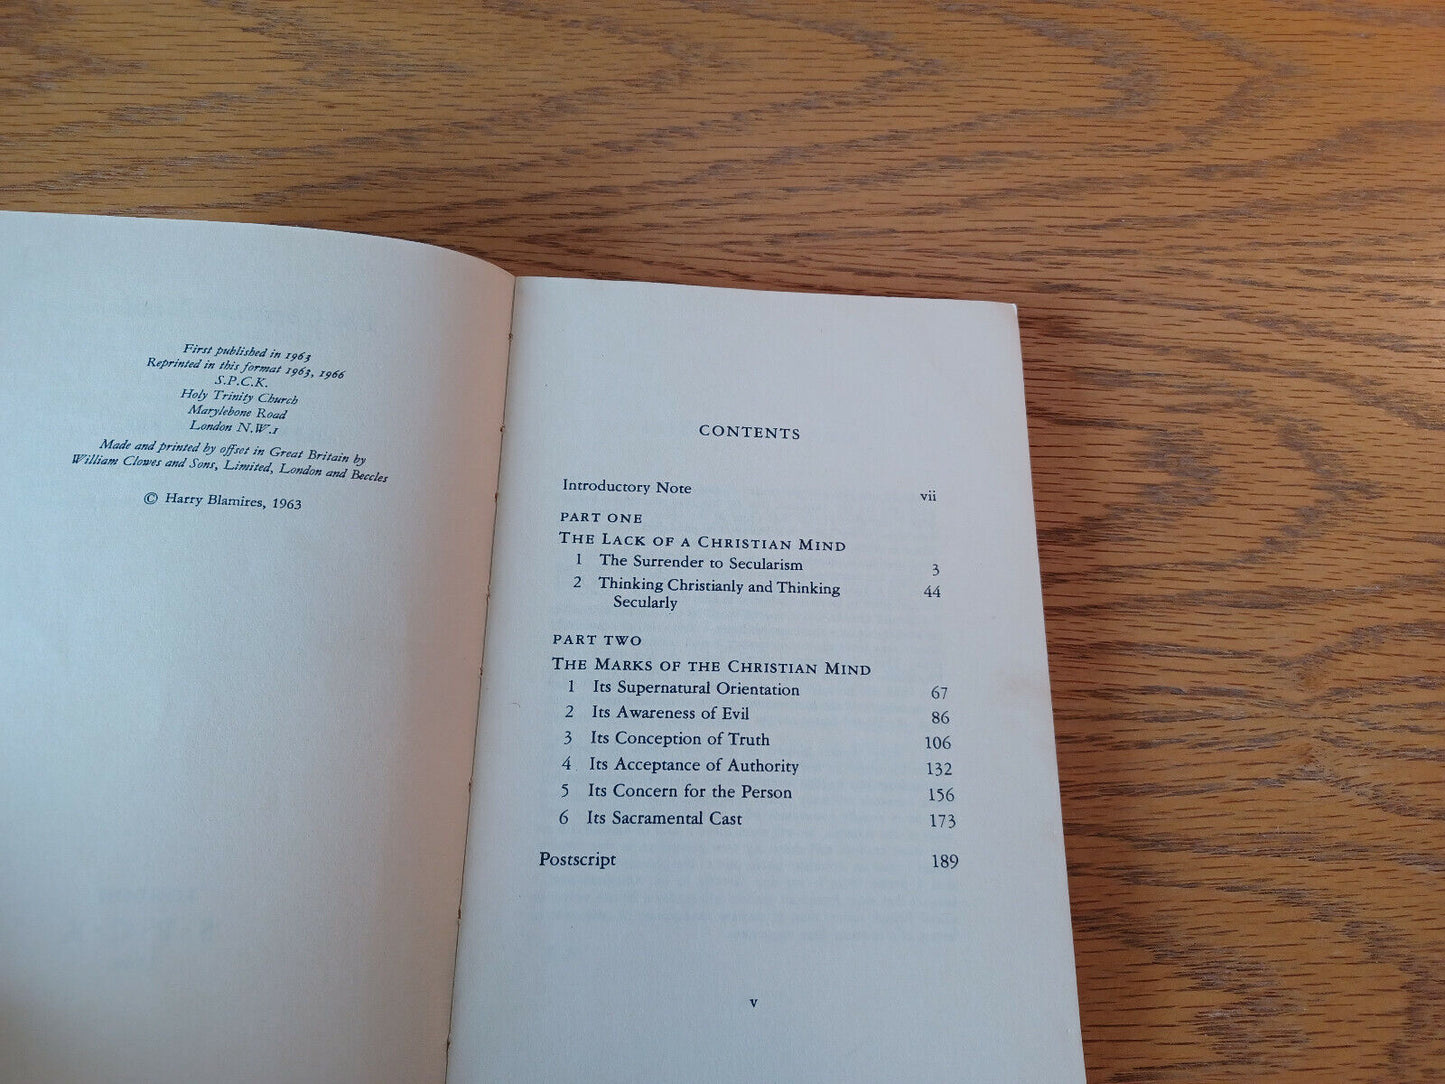 First published in 1963
Reprinted in this format 1963, 1966
S.P.C.K.
Holy Trinity Church
Marylebone Road
London N.W.1
Made and printed by offset in Great Britain by
William Clowes and Sons, Limited, London and Beccles
© Harry Blamires, 1963
CONTENTS
Introductory Note vii
PART ONE
THE LACK OF A CHRISTIAN MIND
1 The Surrender to Secularism 3
2 Thinking Christianly and Thinking 44
Secularly
PART TWO
THE MARKS OF THE CHRISTIAN MIND
1 Its Supernatural Orientation 67
2 Its Awareness of Evil 86
3 Its Conception of Truth 106
4 Its Acceptance of Authority 132
5 Its Concern for the Person 156
6 Its Sacramental Cast 173
Postscript 189
v